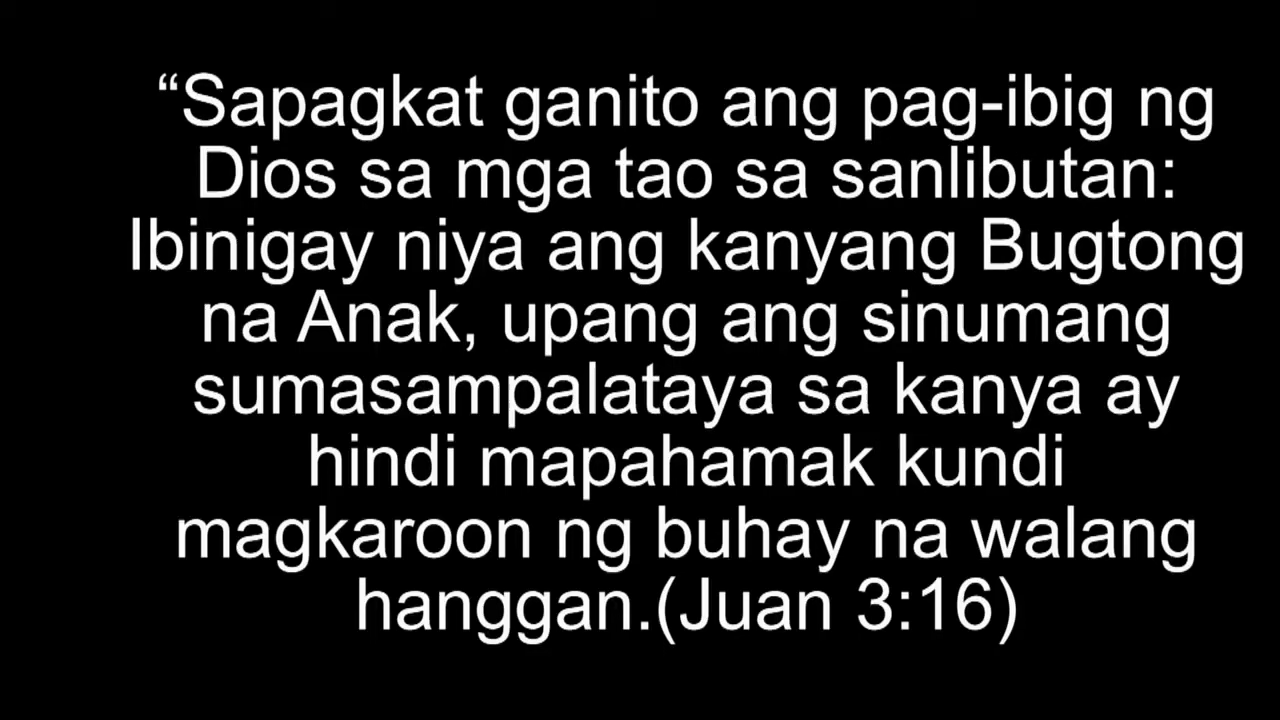 “Sapagkat ganito ang pag-ibig ng
Dios sa mga tao sa sanlibutan:
Ibinigay niya ang kanyang Bugtong
na Anak, upang ang sinumang
sumasampalataya sa kanya ay
hindi mapahamak kundi
magkaroon ng buhay na walang
hanggan.(Juan 3:16)